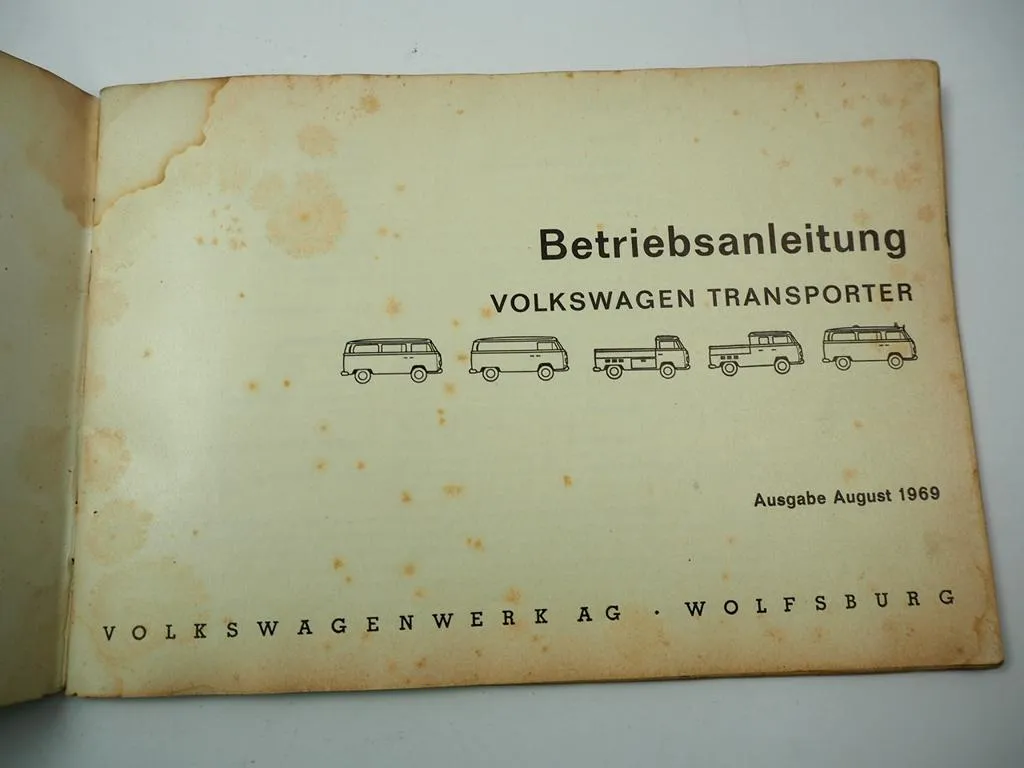 Betriebsanleitung
VOLKSWAGEN TRANSPORTER
Ausgabe August 1969
VOLKSWAGENWERK AG · WOLFSBURG